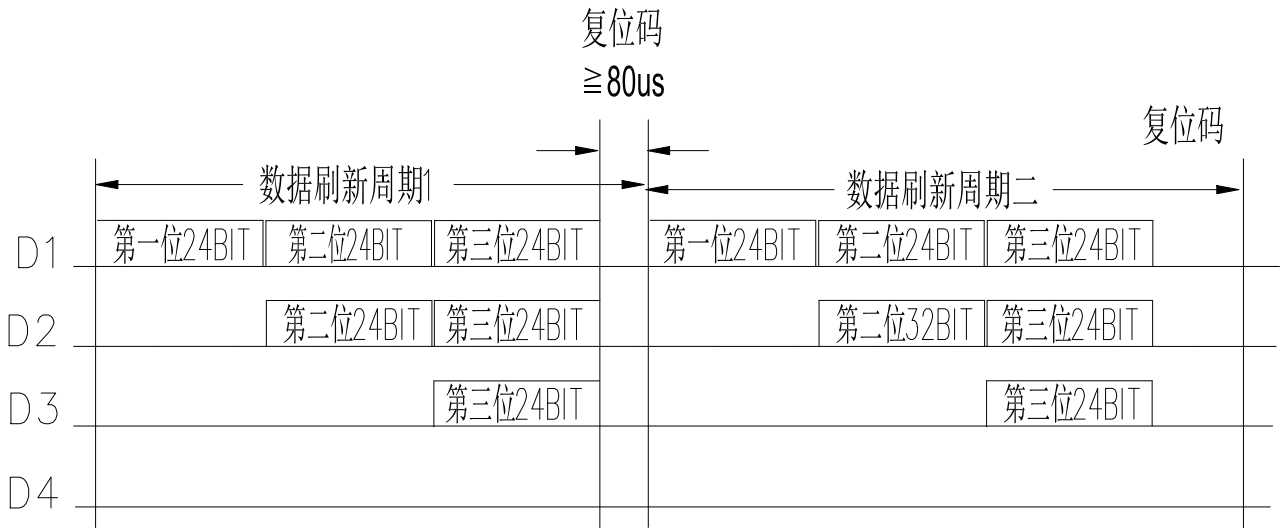 复位码
≧80us
复位码
数据刷新周期1
数据刷新周期二
D1 第一位24BIT 第二位24BIT 第三位24BIT 第一位24BIT 第二位24BIT 第三位24BIT
D2 第二位24BIT 第三位24BIT 第二位32BIT 第三位24BIT
D3 第三位24BIT 第三位24BIT
D4